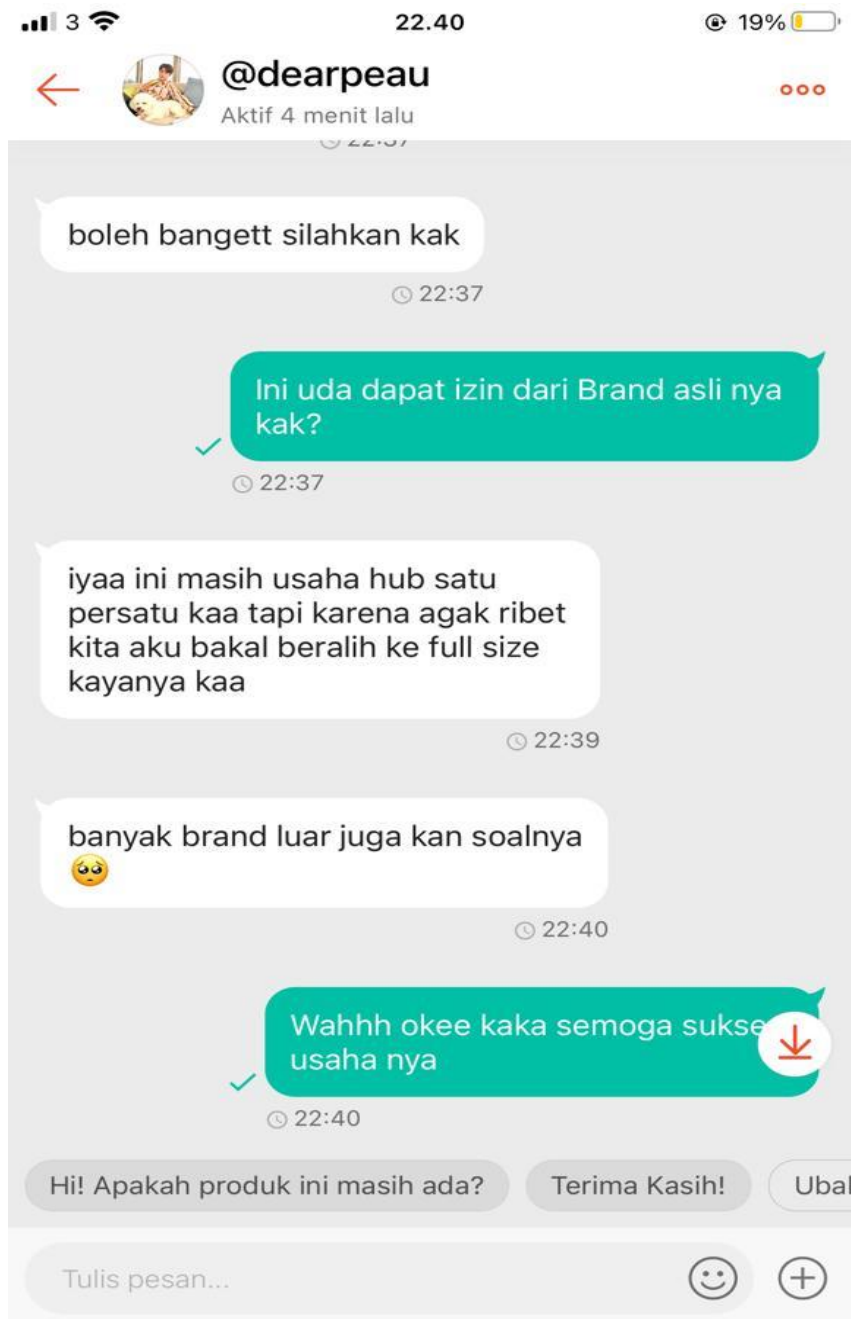 3
22.40
19%
@dearpeau
Aktif 4 menit lalu
22:37
boleh bangett silahkan kak
22:37
Ini uda dapat izin dari Brand asli nya
kak?
22:37
iyaa ini masih usaha hub satu
persatu kaa tapi karena agak ribet
kita aku bakal beralih ke full size
kayanya kaa
22:39
banyak brand luar juga kan soalnya
🥺
22:40
Wahhh okee kaka semoga sukse
usaha nya
22:40
Hi! Apakah produk ini masih ada?
Terima Kasih!
Ubah
Tulis pesan...